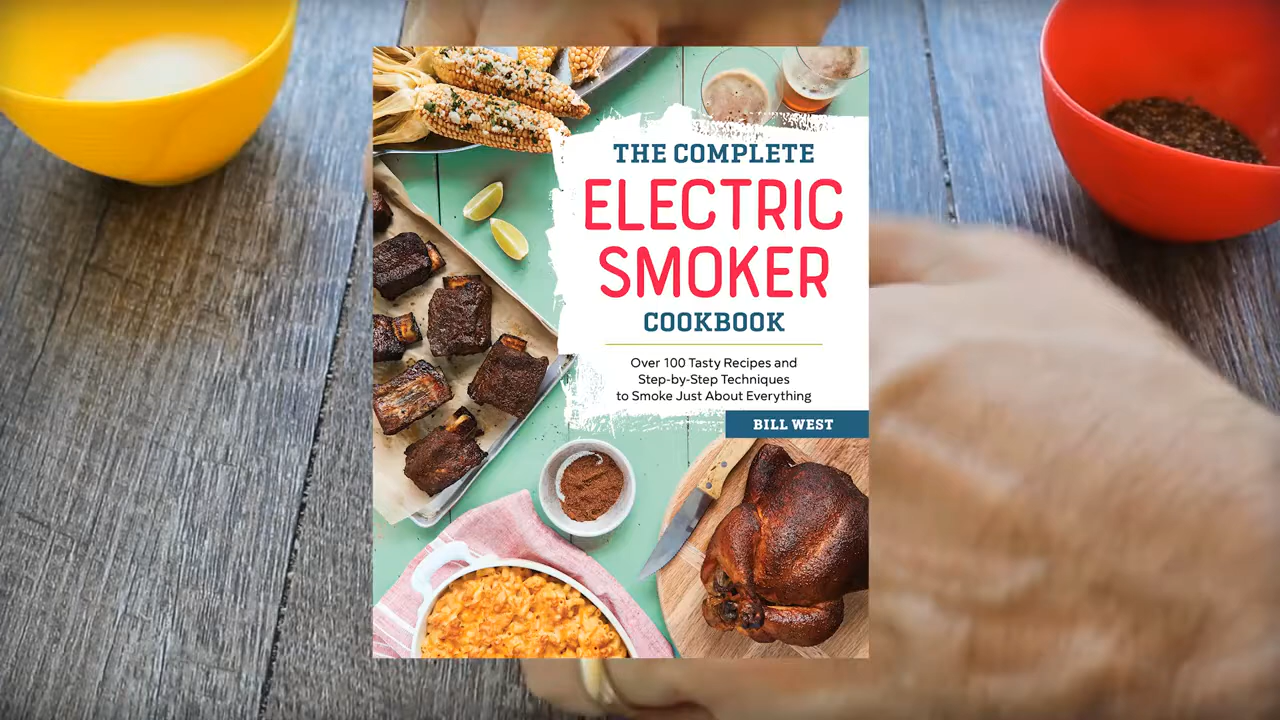 THE COMPLETE
ELECTRIC
SMOKER
COOKBOOK
Over 100 Tasty Recipes and
Step-by-Step Techniques
to Smoke Just About Everything
BILL WEST